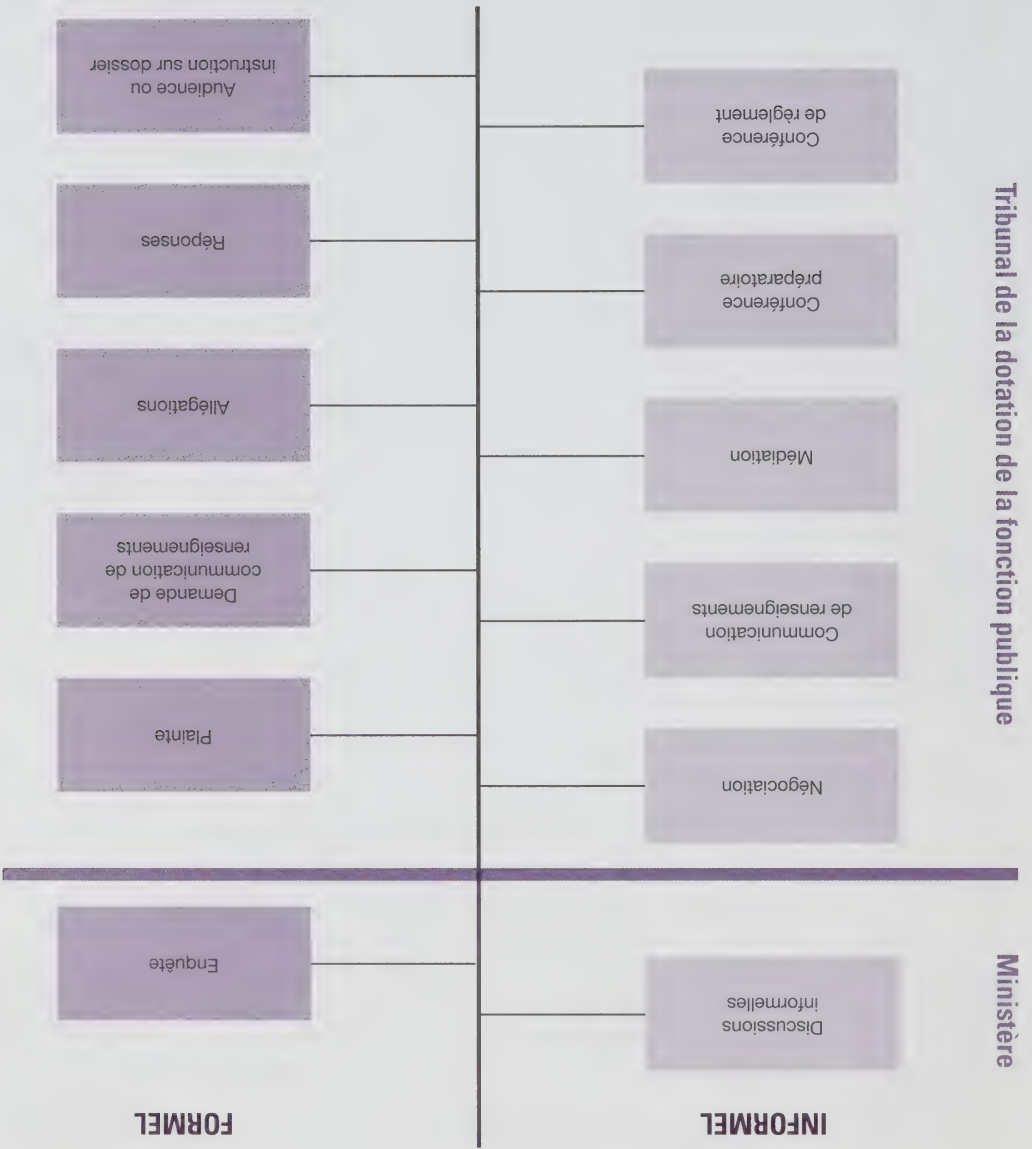 INFORMEL
FORMEL
Ministère
Discussions
informelles
Enquête
Tribunal de la dotation de la fonction publique
Négociation
Plainte
Communication
de renseignements
Demande de
communication de
renseignements
Médiation
Allégations
Conférence
préparatoire
Réponses
Conférence
de règlement
Audience ou
instruction sur dossier